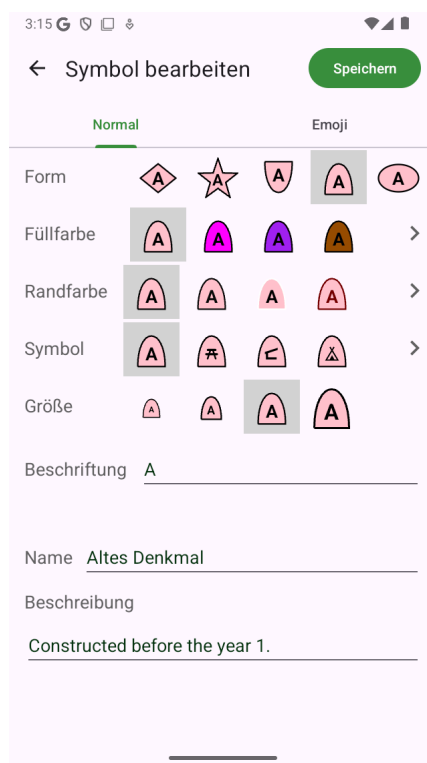 3:15 G
Symbol bearbeiten
Speichern
Normal Emoji
Form A A A A A
Füllfarbe A A A A
Randfarbe A A A A
Symbol A
Größe A A A A
Beschriftung A
Name Altes Denkmal
Beschreibung
Constructed before the year 1.